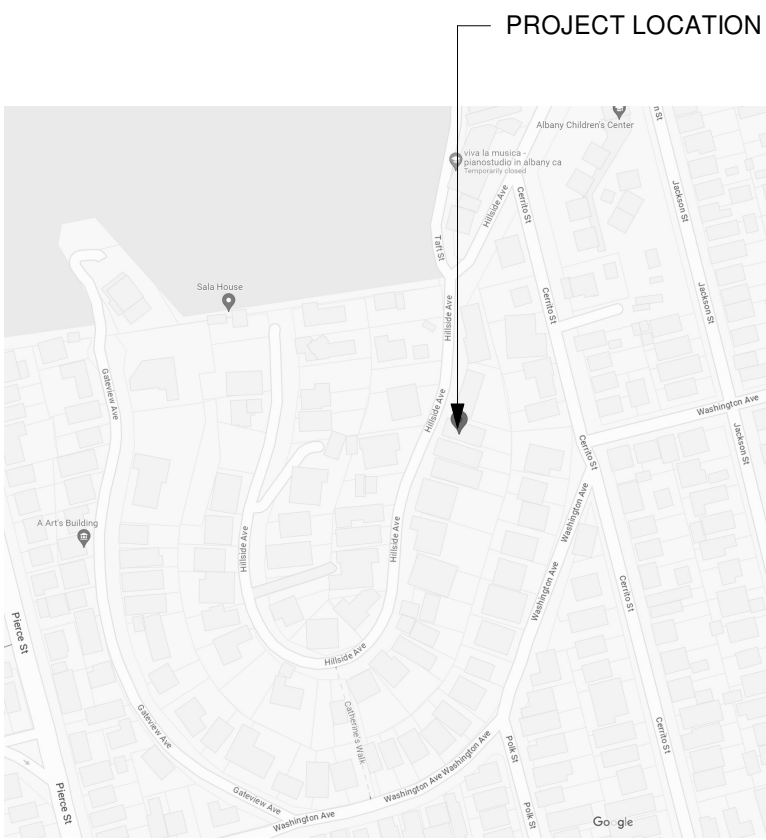 PROJECT LOCATION
n St
Albany Children's Center
viva la musica -
pianostudio in albany ca
Temporarily closed
Hillside Ave
Cerrito St
Jackson St
Taft St
Sala House
Hillside Ave
Cerrito St
Jackson St
Gateview Ave
Hillside Ave
Washington Ave
Jackson St
Cerrito St
A Art's Building
Washington Ave
Hillside Ave
Hillside Ave
Washington Ave
Cerrito St
Pierce St
Hillside Ave
Catherine's Walk
Gateview Ave
Cerrito St
Polk St
Washington Ave
Washington Ave
Pierce St
Gateview Ave
Washington Ave
Polk St
Google